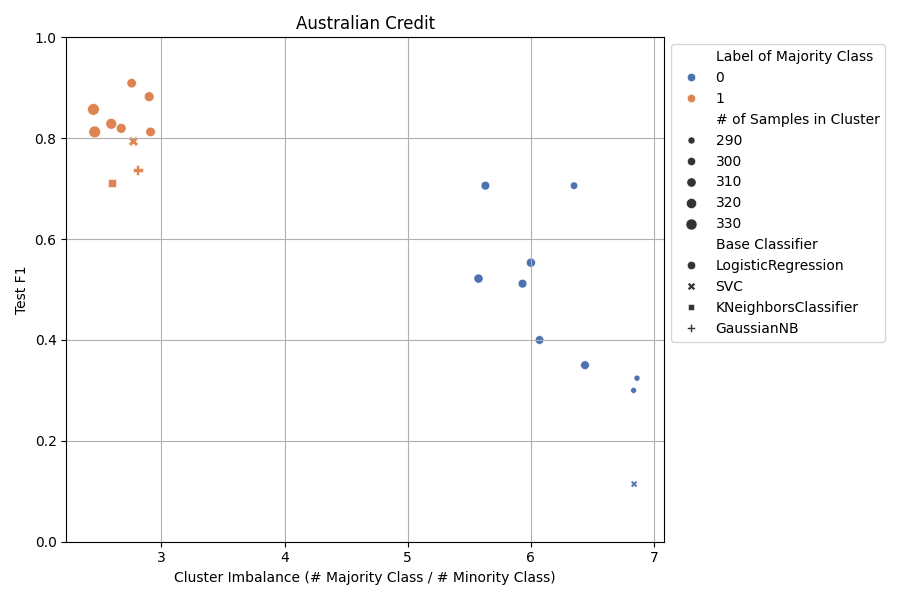 Australian Credit
1.0
0.8
0.6
0.4
0.2
0.0
Test F1
3
4
5
6
7
Cluster Imbalance (# Majority Class / # Minority Class)
Label of Majority Class
0
1
# of Samples in Cluster
290
300
310
320
330
Base Classifier
LogisticRegression
SVC
KNeighborsClassifier
GaussianNB